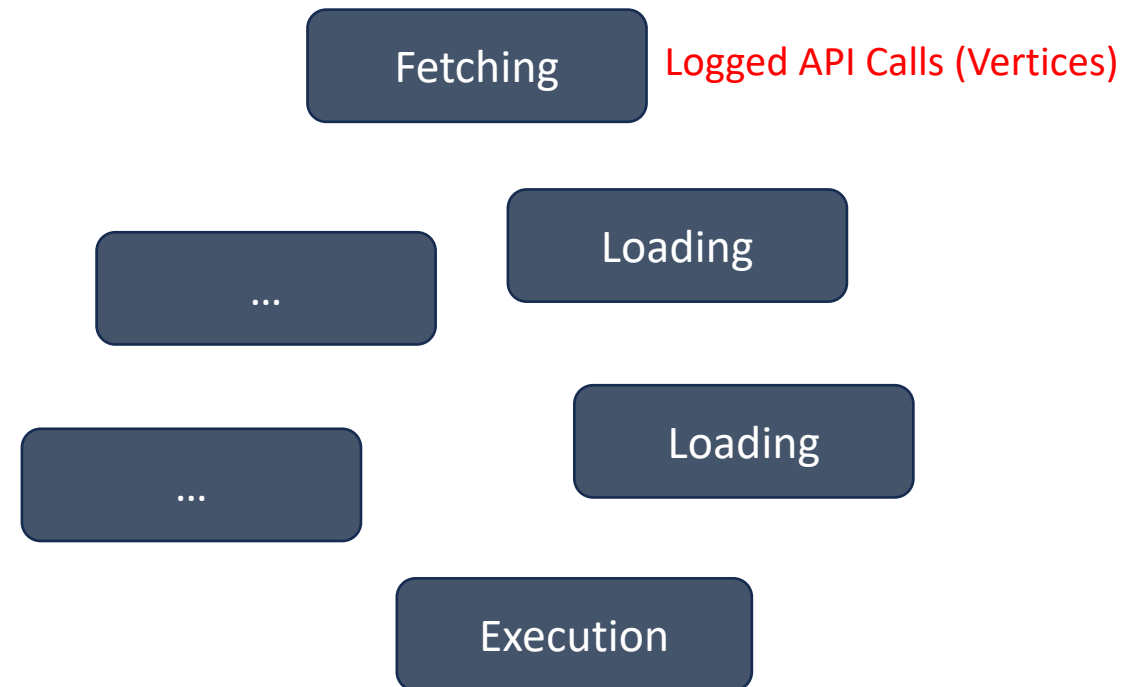 Fetching
Logged API Calls (Vertices)
Loading
...
Loading
...
Execution